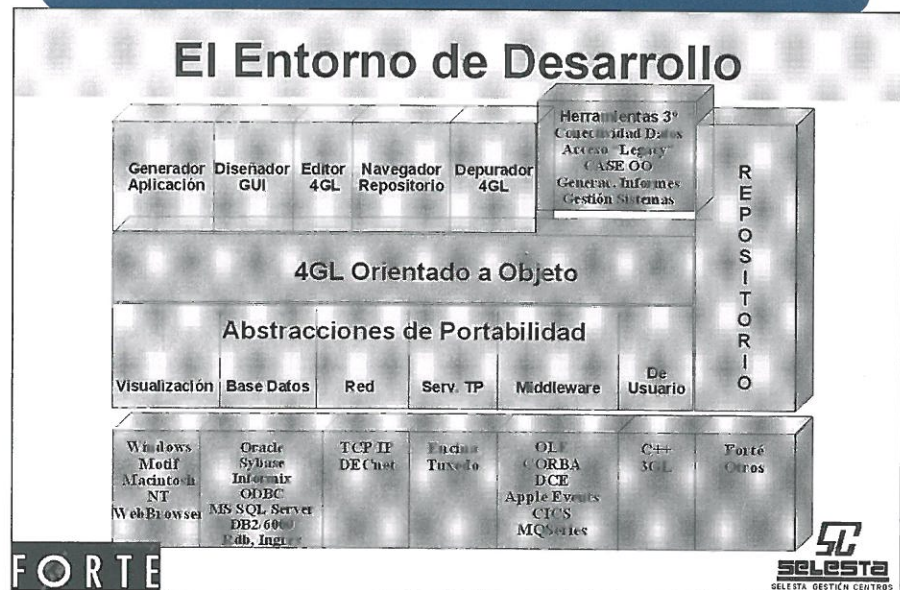 El Entorno de Desarrollo
Generador
Aplicación
Diseñador
GUI
Editor
4GL
Navegador
Repositorio
Depurador
4GL
Herramientas 3º
Conectividad Datos
Acceso "Legacy"
CASE OO
Generac. Informes
Gestión Sistemas
REPOSITORIO
4GL Orientado a Objeto
Abstracciones de Portabilidad
Visualización
Base Datos
Red
Serv. TP
Middleware
De
Usuario
Windows
Motif
Macintosh
NT
WebBrowser
Oracle
Sybase
Informix
ODBC
MS SQL Server
DB2/6000
Rdb, Ingres
TCP/IP
DECnet
Encina
Tuxedo
OLE
CORBA
DCE
Apple Events
CICS
MQSeries
C++
3GL
Forté
Otros
FORTE
SC
SELESTA
SELESTA GESTIÓN CENTROS